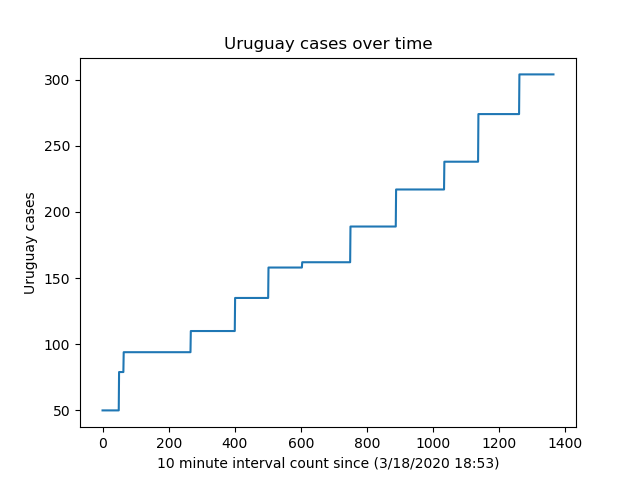 Uruguay cases over time
Uruguay cases
300
250
200
150
100
50
0 200 400 600 800 1000 1200 1400
10 minute interval count since (3/18/2020 18:53)